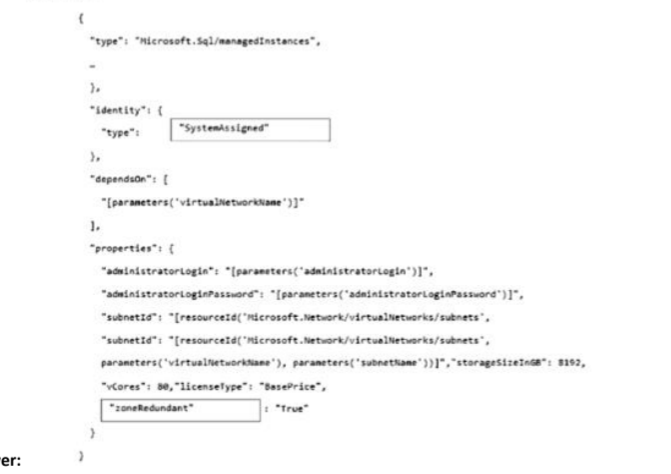 {
"type": "Microsoft.Sql/managedInstances",
…
},
"identity": {
"type": "SystemAssigned"
},
"dependsOn": [
"[parameters('virtualNetworkName')]"
],
"properties": {
"administratorLogin": "[parameters('administratorLogin')]",
"administratorLoginPassword": "[parameters('administratorLoginPassword')]",
"subnetId": "[resourceId('Microsoft.Network/virtualNetworks/subnets',
"subnetId": "[resourceId('Microsoft.Network/virtualNetworks/subnets',
parameters('virtualNetworkName'), parameters('subnetName'))]","storageSizeInGB": 8192,
"vCores": 80,"licenseType": "BasePrice",
"zoneRedundant" : "True"
}
er: }